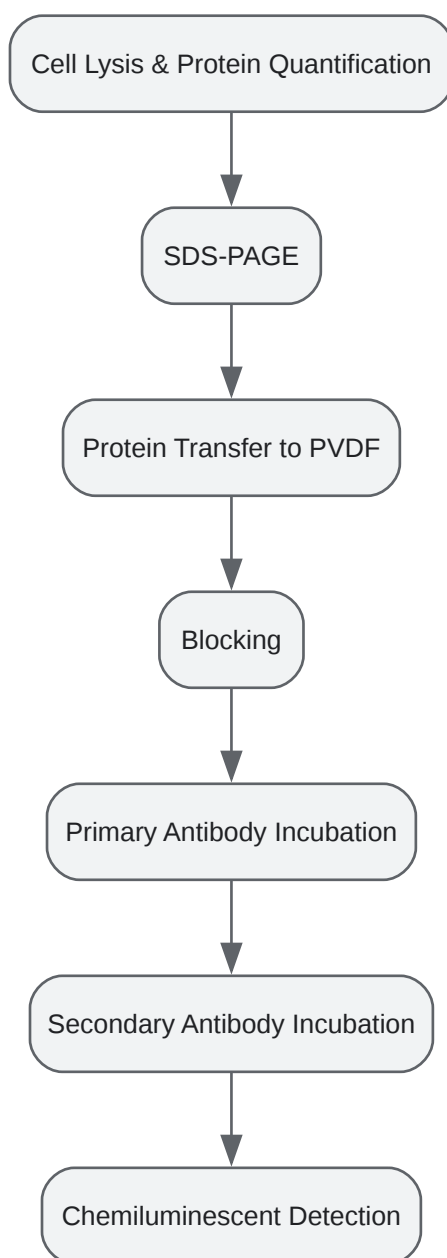 Cell Lysis & Protein Quantification
SDS-PAGE
Protein Transfer to PVDF
Blocking
Primary Antibody Incubation
Secondary Antibody Incubation
Chemiluminescent Detection